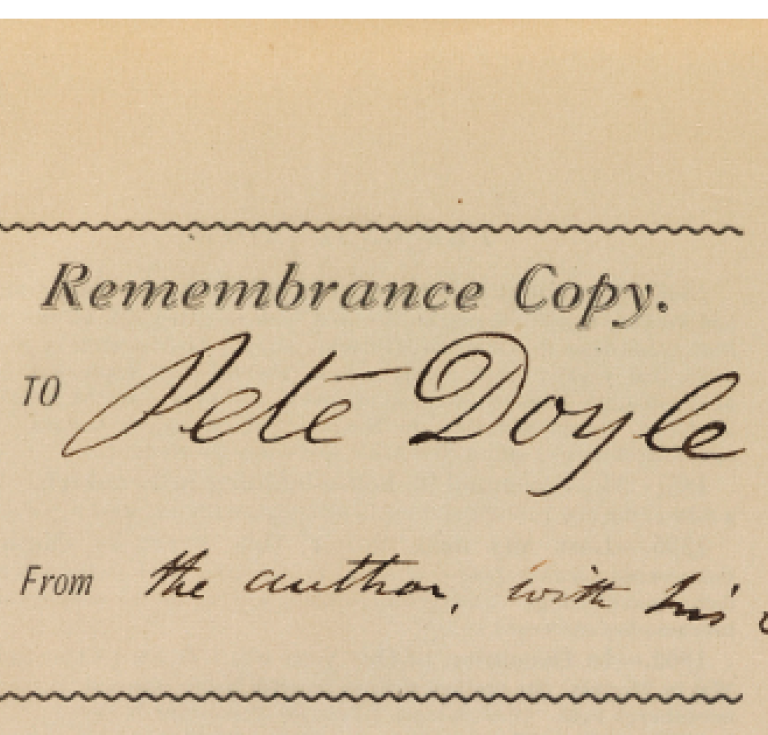 Remembrance Copy.
TO Pete Doyle
From the author, with his